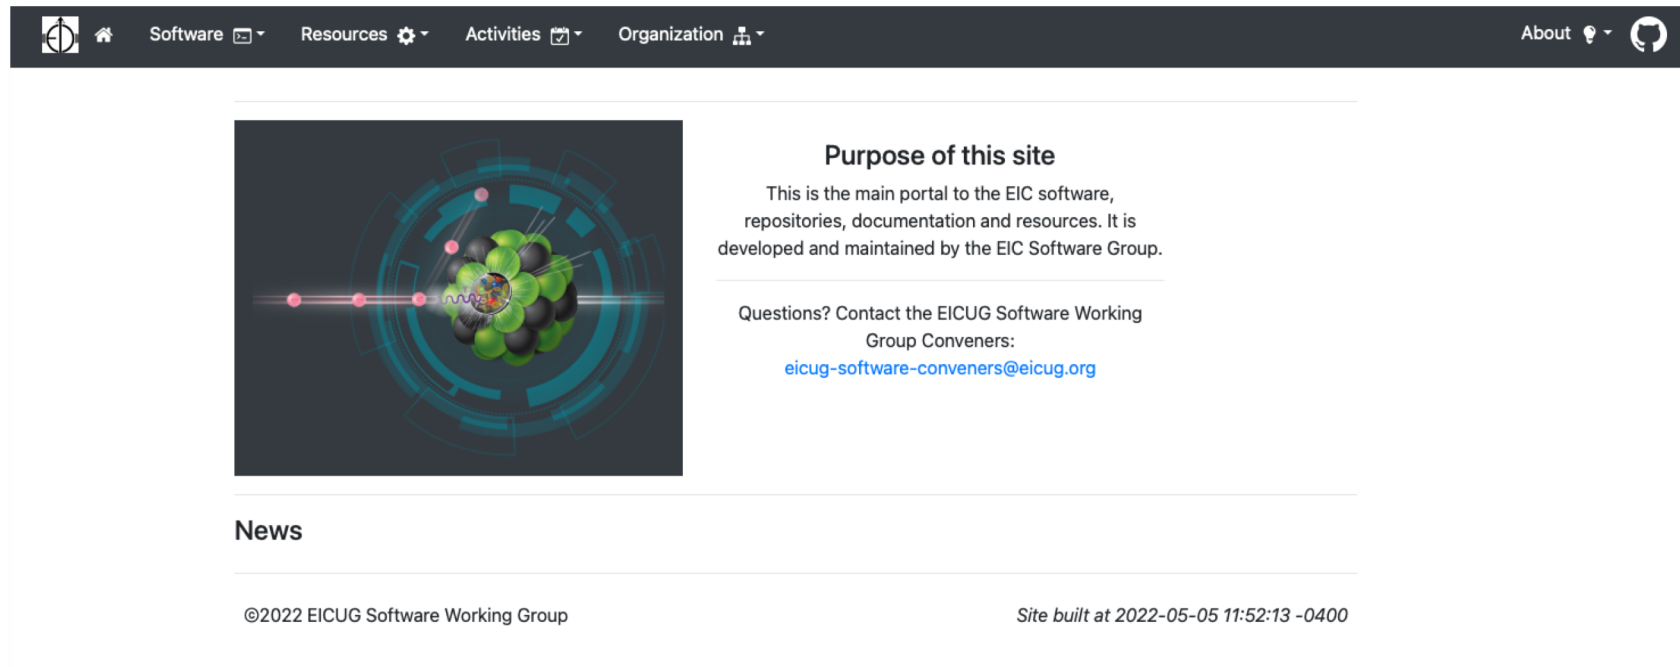 Software Resources Activities Organization About
Purpose of this site
This is the main portal to the EIC software,
repositories, documentation and resources. It is
developed and maintained by the EIC Software Group.
Questions? Contact the EICUG Software Working
Group Conveners:
eicug-software-conveners@eicug.org
News
©2022 EICUG Software Working Group Site built at 2022-05-05 11:52:13 -0400